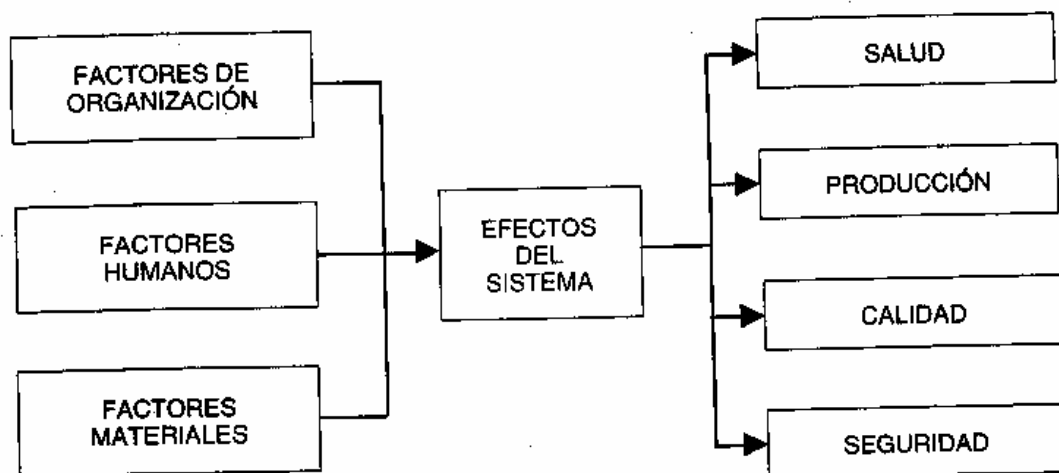 FACTORES DE
ORGANIZACIÓN
FACTORES
HUMANOS
FACTORES
MATERIALES
EFECTOS
DEL
SISTEMA
SALUD
PRODUCCIÓN
CALIDAD
SEGURIDAD